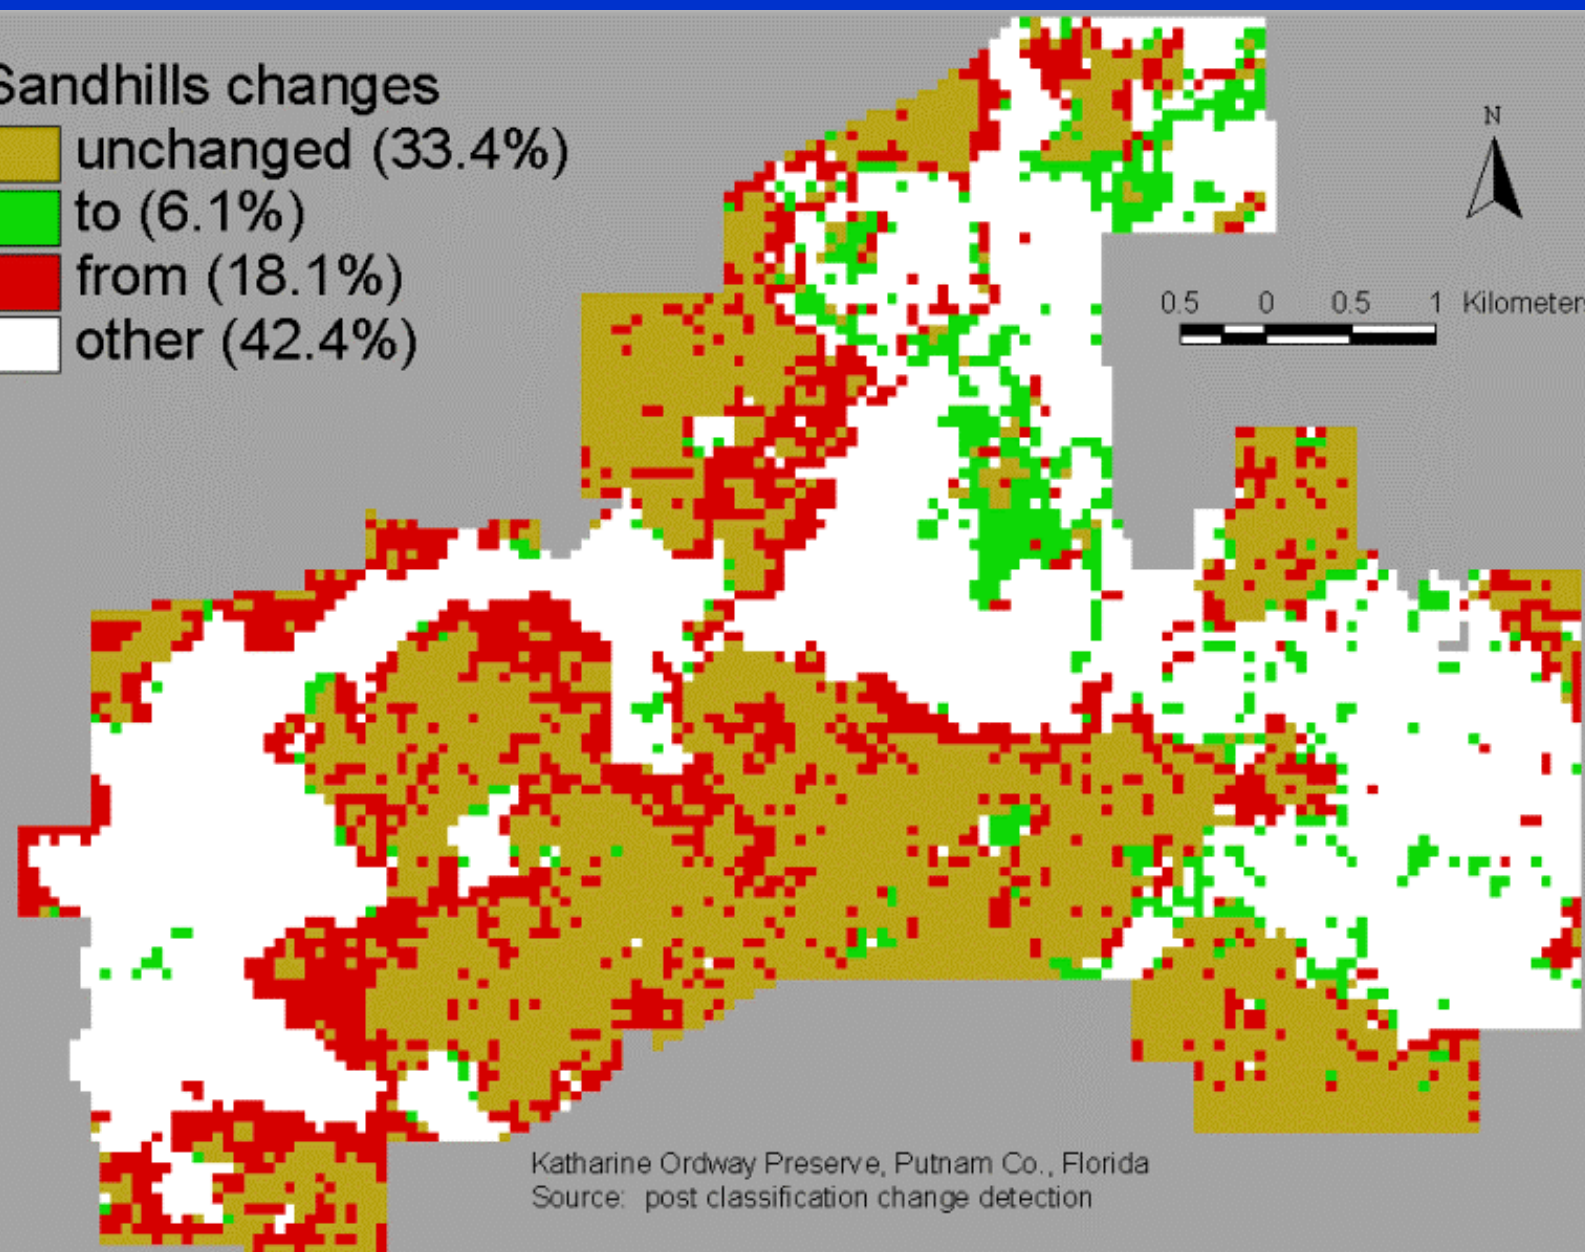 Sandhills changes
unchanged (33.4%)
to (6.1%)
from (18.1%)
other (42.4%)
N
0.5 0 0.5 1 Kilometers
Katharine Ordway Preserve, Putnam Co., Florida
Source: post classification change detection